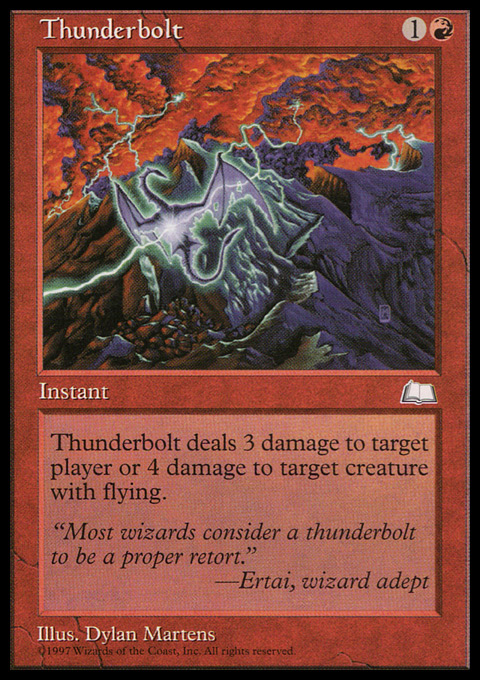 Thunderbolt 1
Instant
Thunderbolt deals 3 damage to target
player or 4 damage to target creature
with flying.
“Most wizards consider a thunderbolt
to be a proper retort.”
—Ertai, wizard adept
Illus. Dylan Martens
©1997 Wizards of the Coast, Inc. All rights reserved.